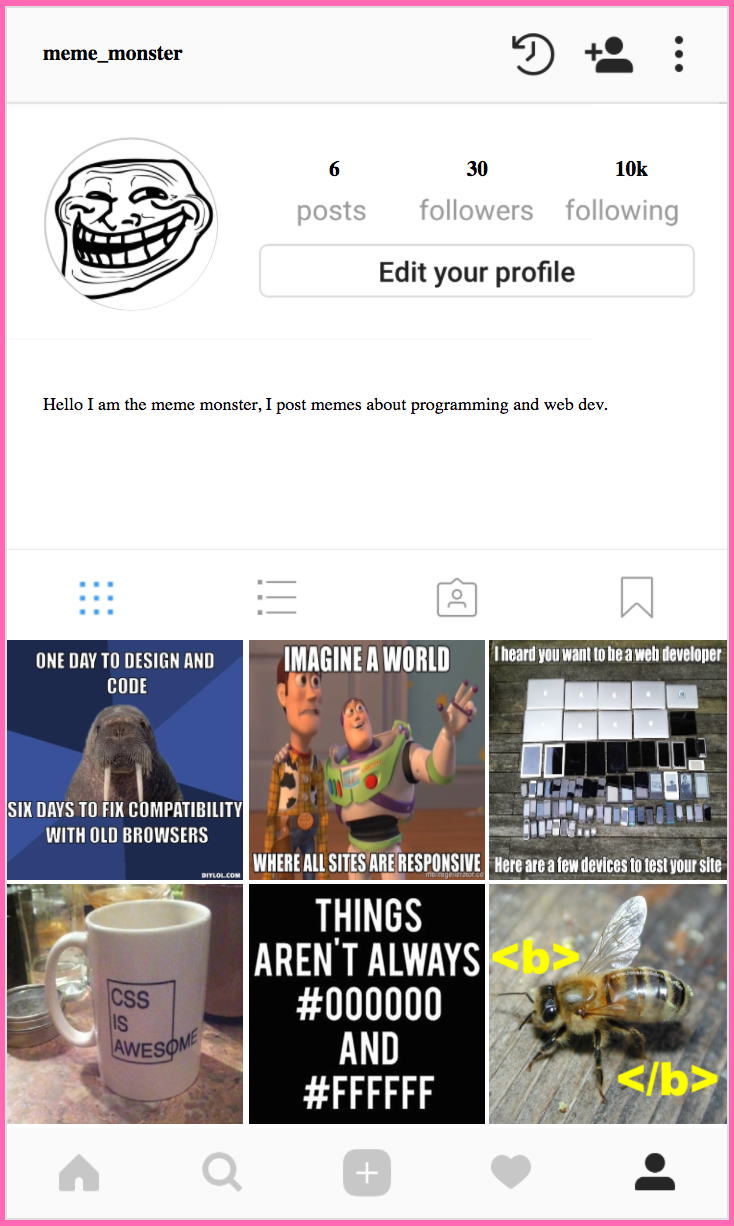 meme_monster
6 30 10k
posts followers following
Edit your profile
Hello I am the meme monster, I post memes about programming and web dev.
ONE DAY TO DESIGN AND
CODE
SIX DAYS TO FIX COMPATIBILITY
WITH OLD BROWSERS
DIYLOL.COM
IMAGINE A WORLD
WHERE ALL SITES ARE RESPONSIVE
I heard you want to be a web developer
Here are a few devices to test your site
CSS
IS
AWESOME
THINGS
AREN'T ALWAYS
#000000
AND
#FFFFFF
<b>
</b>